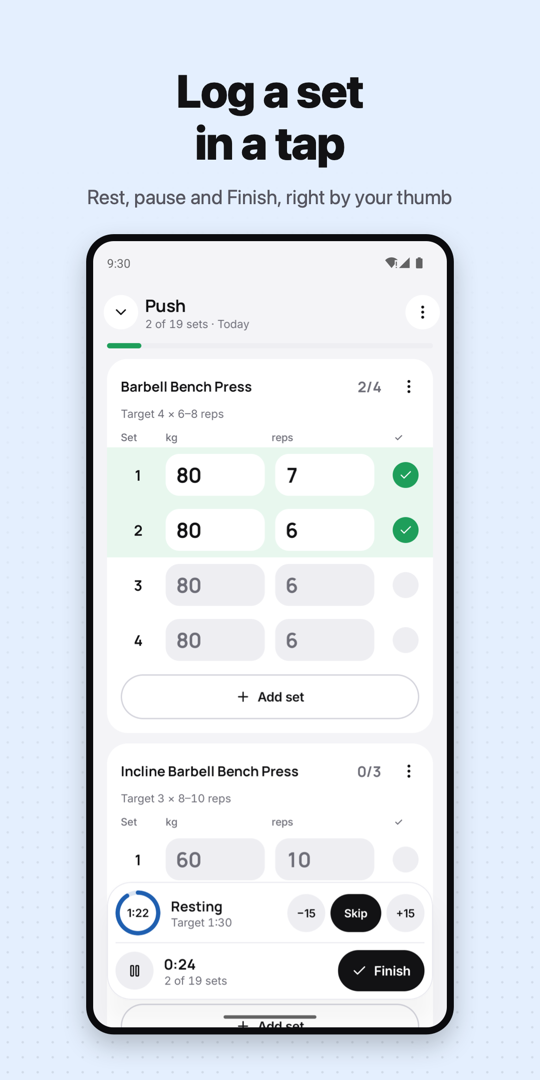 Log a set
in a tap
Rest, pause and Finish, right by your thumb
9:30
Push
2 of 19 sets · Today
Barbell Bench Press 2/4
Target 4 × 6–8 reps
Set kg reps ✓
1 80 7
2 80 6
3 80 6
4 80 6
+ Add set
Incline Barbell Bench Press 0/3
Target 3 × 8–10 reps
Set kg reps ✓
1 60 10
1:22 Resting −15 Skip +15
Target 1:30
0:24 ✓ Finish
2 of 19 sets
+ Add set